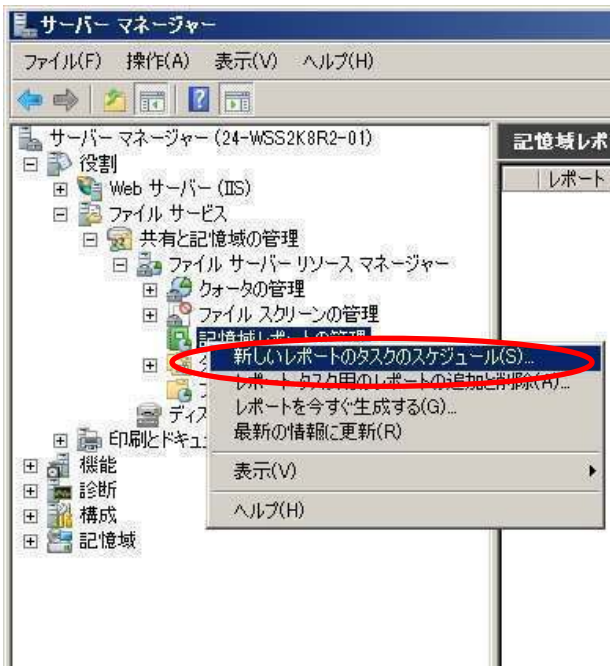 サーバー マネージャー
ファイル(F) 操作(A) 表示(V) ヘルプ(H)
サーバー マネージャー (24-WSS2K8R2-01)
役割
Web サーバー (IIS)
ファイル サービス
共有と記憶域の管理
ファイル サーバー リソース マネージャー
クォータの管理
ファイル スクリーンの管理
記憶域レポートの管理
新しいレポートのタスクのスケジュール(S)...
レポート タスク用のレポートの追加と削除(A)...
レポートを今すぐ生成する(G)...
最新の情報に更新(R)
表示(V)
ヘルプ(H)
ディス
印刷とドキュ
機能
診断
構成
記憶域
記憶域レポ
レポート